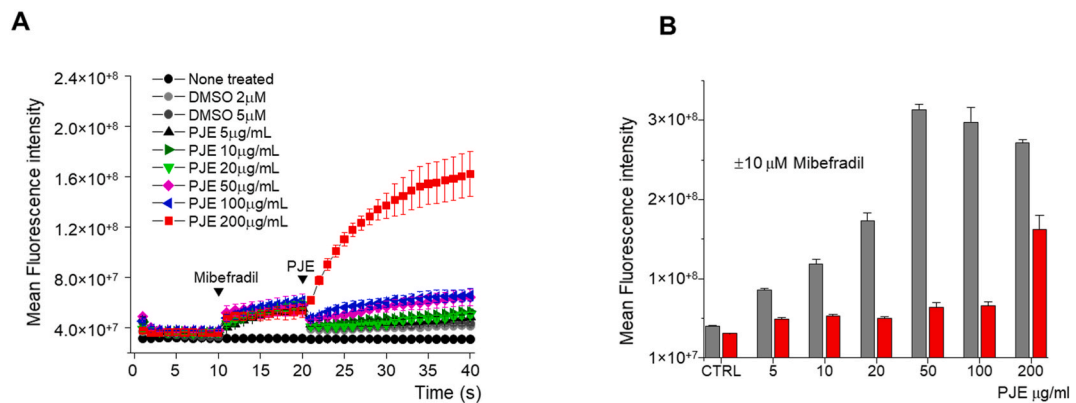 A
Mean Fluorescence intensity
2.4×10+8
2.0×10+8
1.6×10+8
1.2×10+8
8.0×10+7
4.0×10+7
None treated
DMSO 2μM
DMSO 5μM
PJE 5μg/mL
PJE 10μg/mL
PJE 20μg/mL
PJE 50μg/mL
PJE 100μg/mL
PJE 200μg/mL
Mibefradil
PJE
0 5 10 15 20 25 30 35 40
Time (s)
B
Mean Fluorescence intensity
3×10+8
2×10+8
1×10+8
1×10+7
±10 μM Mibefradil
CTRL 5 10 20 50 100 200
PJE μg/ml